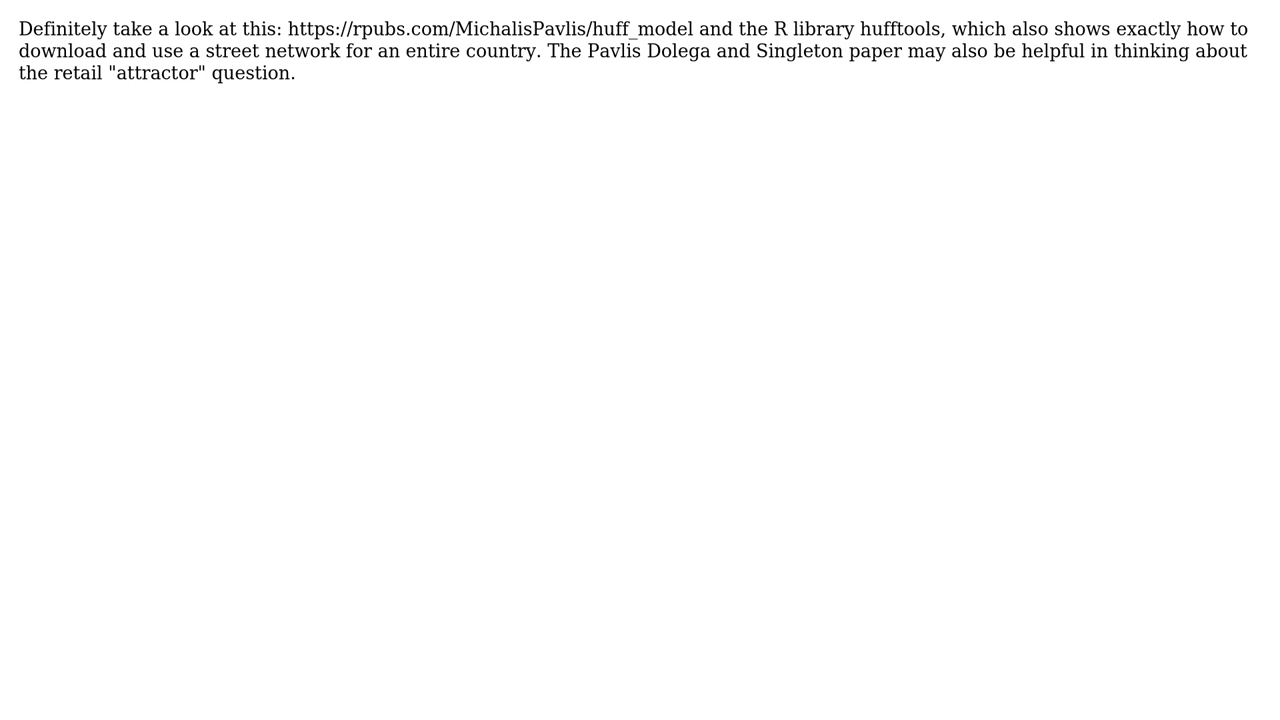 Definitely take a look at this: https://rpubs.com/MichalisPavlis/huff_model and the R library hufftools, which also shows exactly how to
download and use a street network for an entire country. The Pavlis Dolega and Singleton paper may also be helpful in thinking about
the retail "attractor" question.